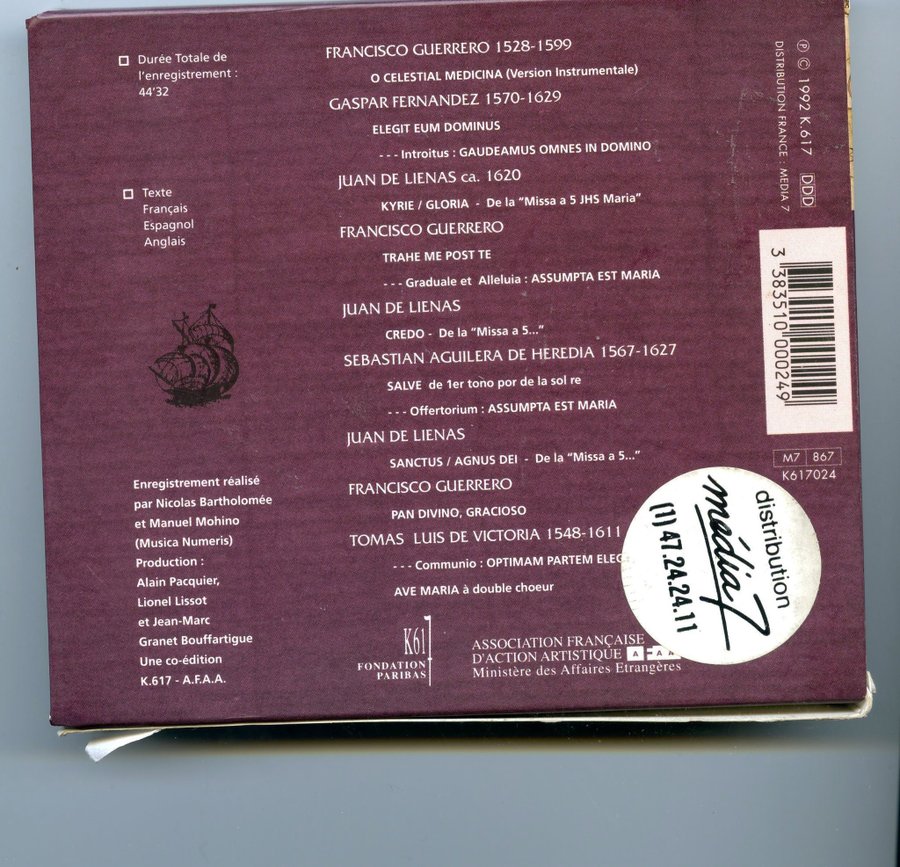 Durée Totale de
l'enregistrement :
44'32
Texte
Français
Espagnol
Anglais
Enregistrement réalisé
par Nicolas Bartholomée
et Manuel Mohino
(Musica Numeris)
Production :
Alain Pacquier,
Lionel Lissot
et Jean-Marc
Granet Bouffartigue
Une co-édition
K.617 - A.F.A.A.
FRANCISCO GUERRERO 1528-1599
O CELESTIAL MEDICINA (Version Instrumentale)
GASPAR FERNANDEZ 1570-1629
ELEGIT EUM DOMINUS
- - - Introitus : GAUDEAMUS OMNES IN DOMINO
JUAN DE LIENAS ca. 1620
KYRIE / GLORIA - De la "Missa a 5 JHS Maria"
FRANCISCO GUERRERO
TRAHE ME POST TE
- - - Graduale et Alleluia : ASSUMPTA EST MARIA
JUAN DE LIENAS
CREDO - De la "Missa a 5..."
SEBASTIAN AGUILERA DE HEREDIA 1567-1627
SALVE de 1er tono por de la sol re
- - - Offertorium : ASSUMPTA EST MARIA
JUAN DE LIENAS
SANCTUS / AGNUS DEI - De la "Missa a 5..."
FRANCISCO GUERRERO
PAN DIVINO, GRACIOSO
TOMAS LUIS DE VICTORIA 1548-1611
- - - Communio : OPTIMAM PARTEM
AVE MARIA à double choeur
K61
FONDATION
PARIBAS
ASSOCIATION FRANÇAISE
D'ACTION ARTISTIQUE AFAA
Ministère des Affaires Etrangères
℗ © 1992 K.617 DDD
DISTRIBUTION FRANCE : MEDIA 7
3 383510 000249
M7 867
K617024
distribution
média 7
(1) 47.24.24.11